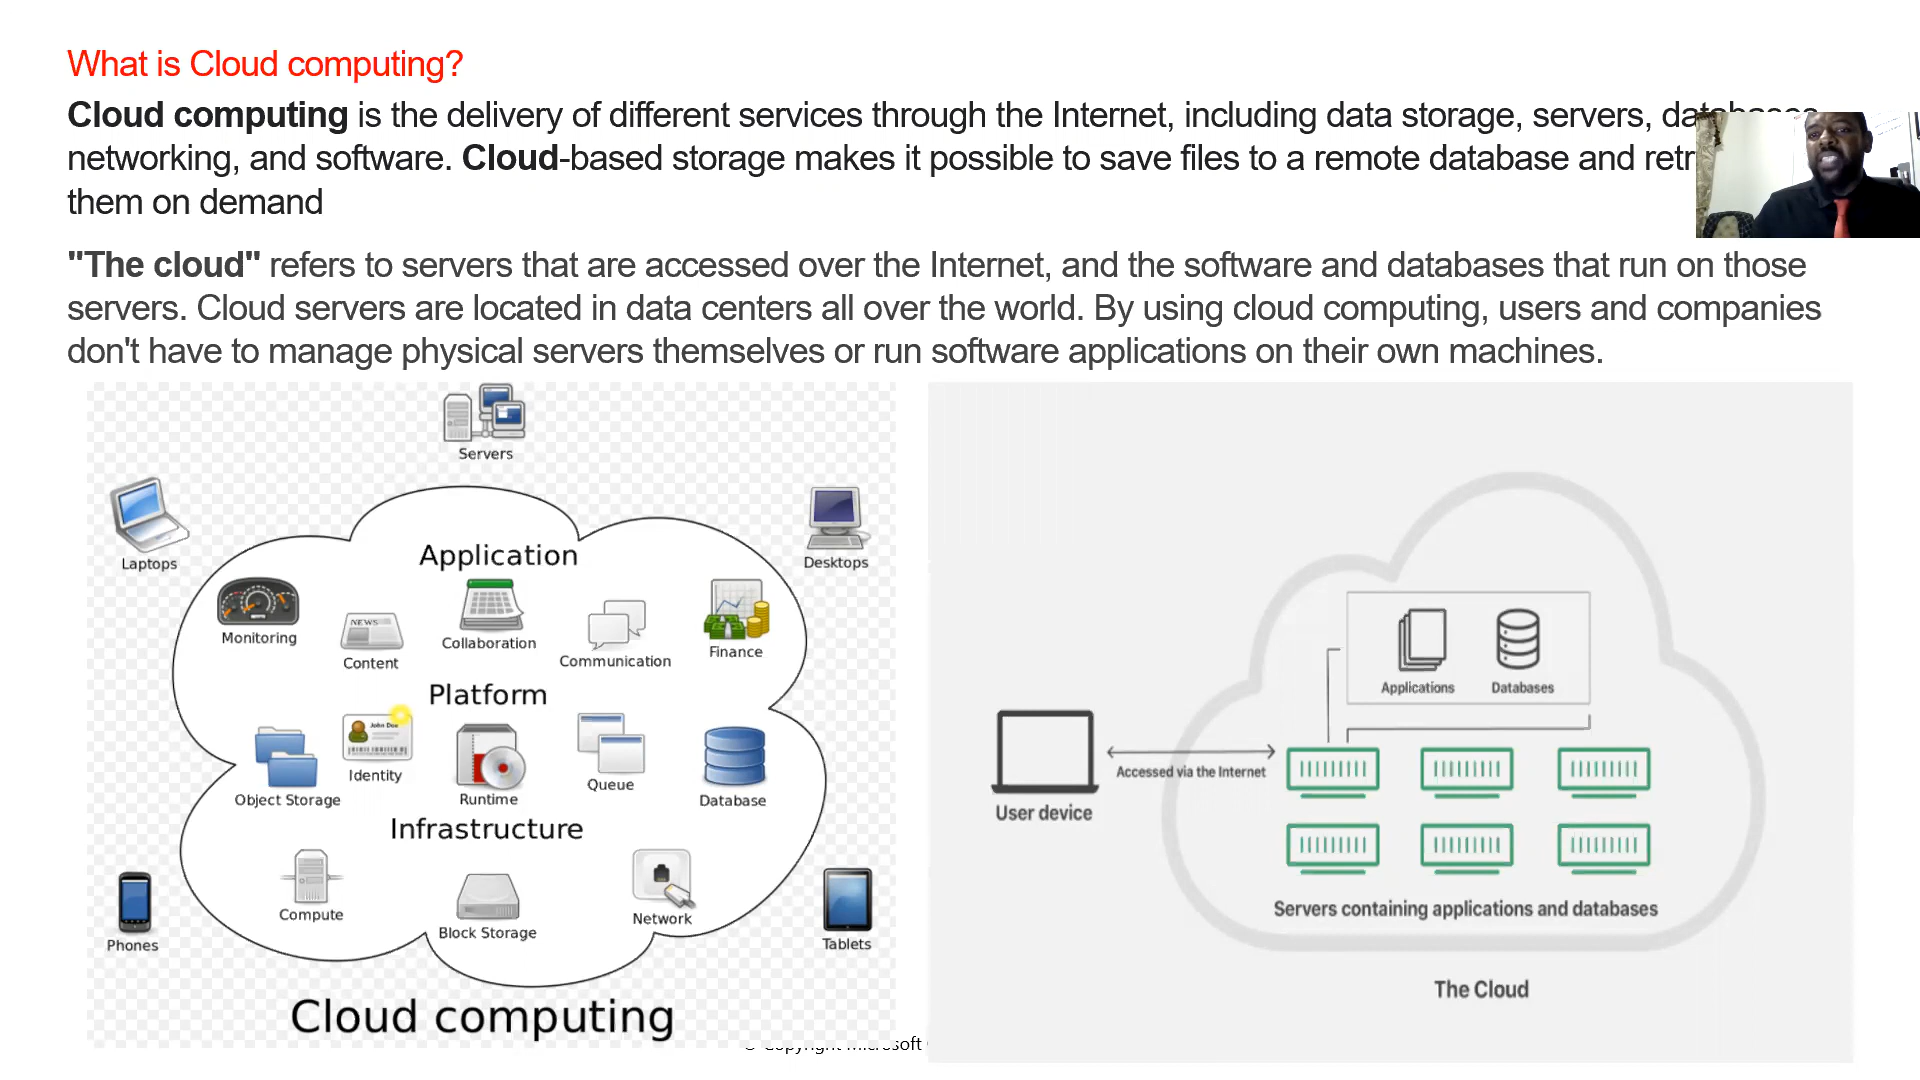 What is Cloud computing?
Cloud computing is the delivery of different services through the Internet, including data storage, servers,
networking, and software. Cloud-based storage makes it possible to save files to a remote database and
them on demand
"The cloud" refers to servers that are accessed over the Internet, and the software and databases that run on those
servers. Cloud servers are located in data centers all over the world. By using cloud computing, users and companies
don't have to manage physical servers themselves or run software applications on their own machines.
Servers
Laptops
Desktops
Application
Monitoring
NEWS
Content
Collaboration
Communication
Finance
Platform
John Doe
Object Storage
Identity
Runtime
Queue
Database
Infrastructure
Compute
Block Storage
Network
Phones
Tablets
Cloud computing
Applications
Databases
Accessed via the Internet
User device
Servers containing applications and databases
The Cloud
© Copyright Microsoft